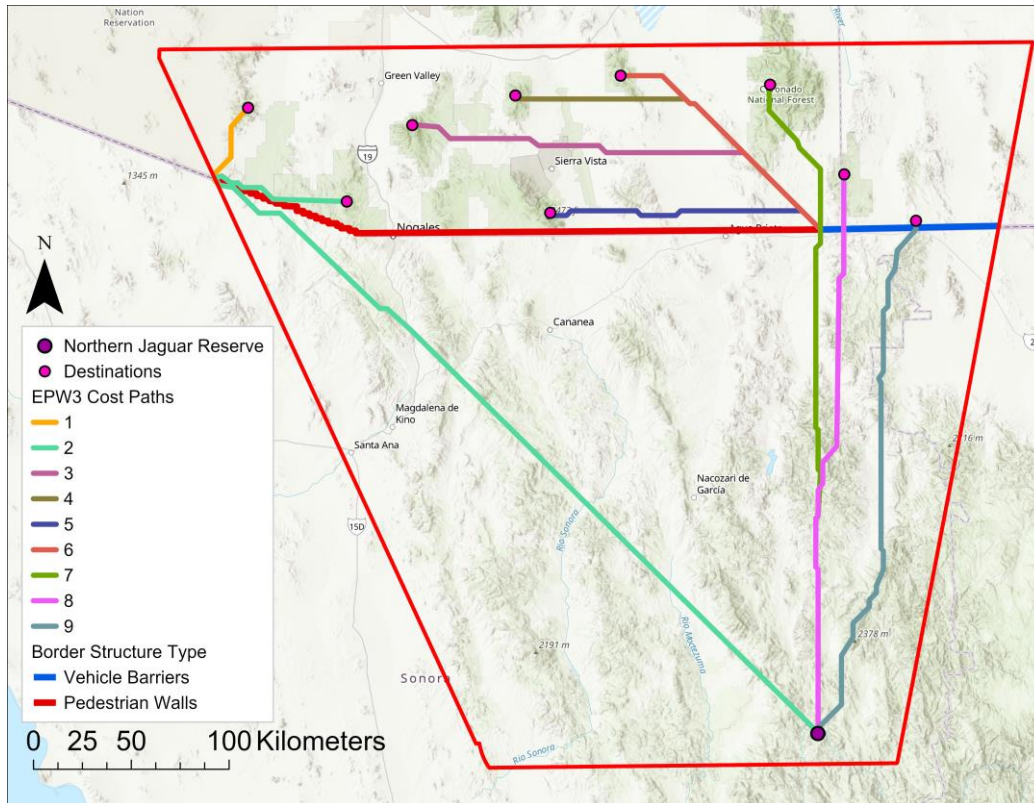 Nation
Reservation
River
Green Valley
Coronado
National Forest
19
Sierra Vista
1345 m
Nogales
Agua Prieta
N
Cananea
Northern Jaguar Reserve
Destinations
EPW3 Cost Paths
1
2
3
4
5
6
7
8
9
Border Structure Type
Vehicle Barriers
Pedestrian Walls
Magdalena de
Kino
Santa Ana
Nacozari de
García
15D
Rio Sonora
Rio Moctezuma
2191 m
2378 m
Sonora
Rio Sonora
0 25 50 100 Kilometers